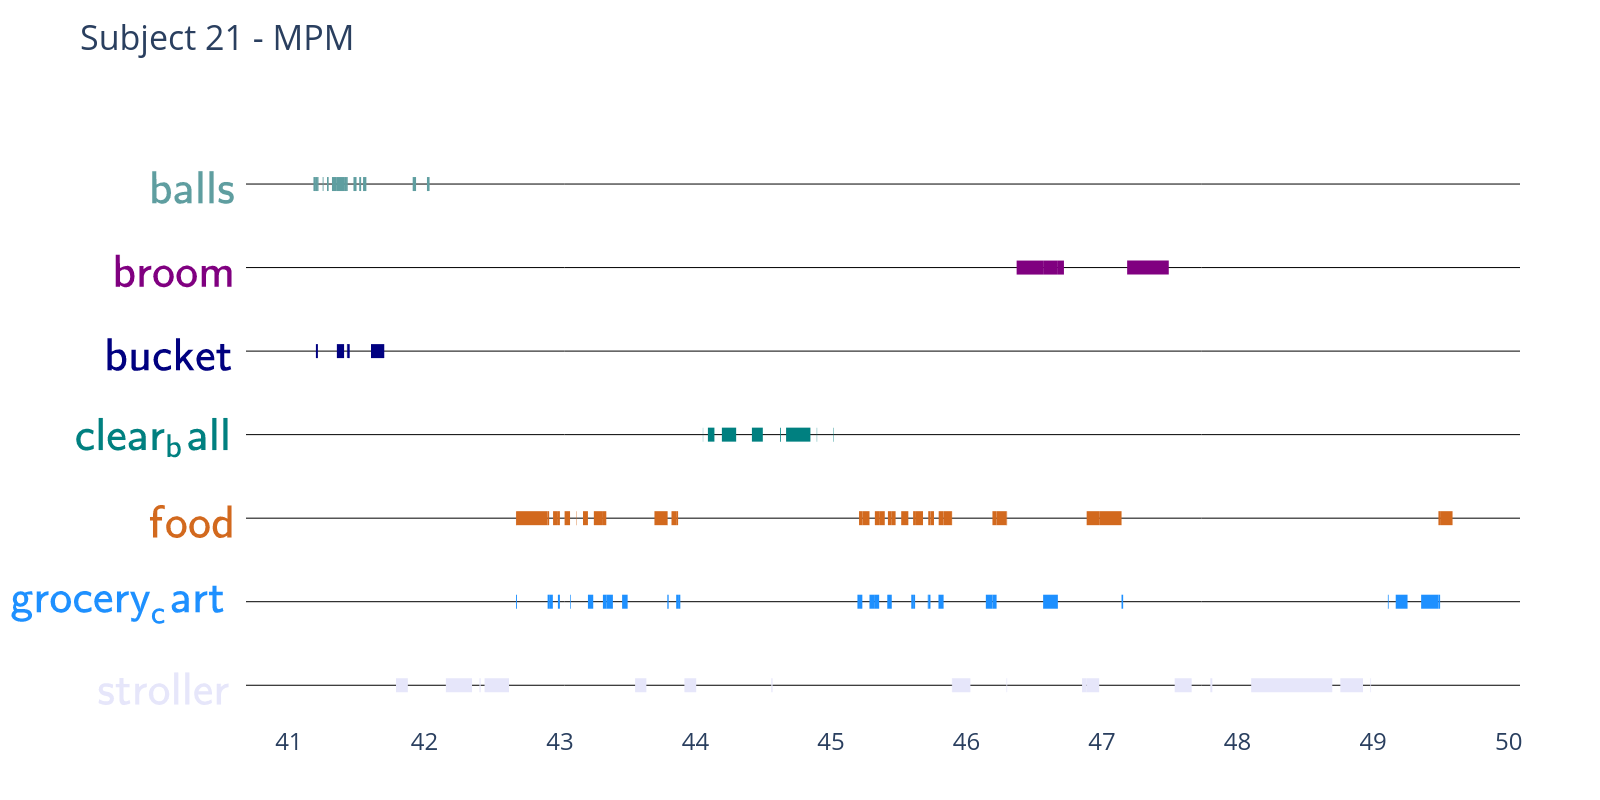 Subject 21 - MPM
balls
broom
bucket
clear_ball
food
grocery_cart
stroller
41 42 43 44 45 46 47 48 49 50